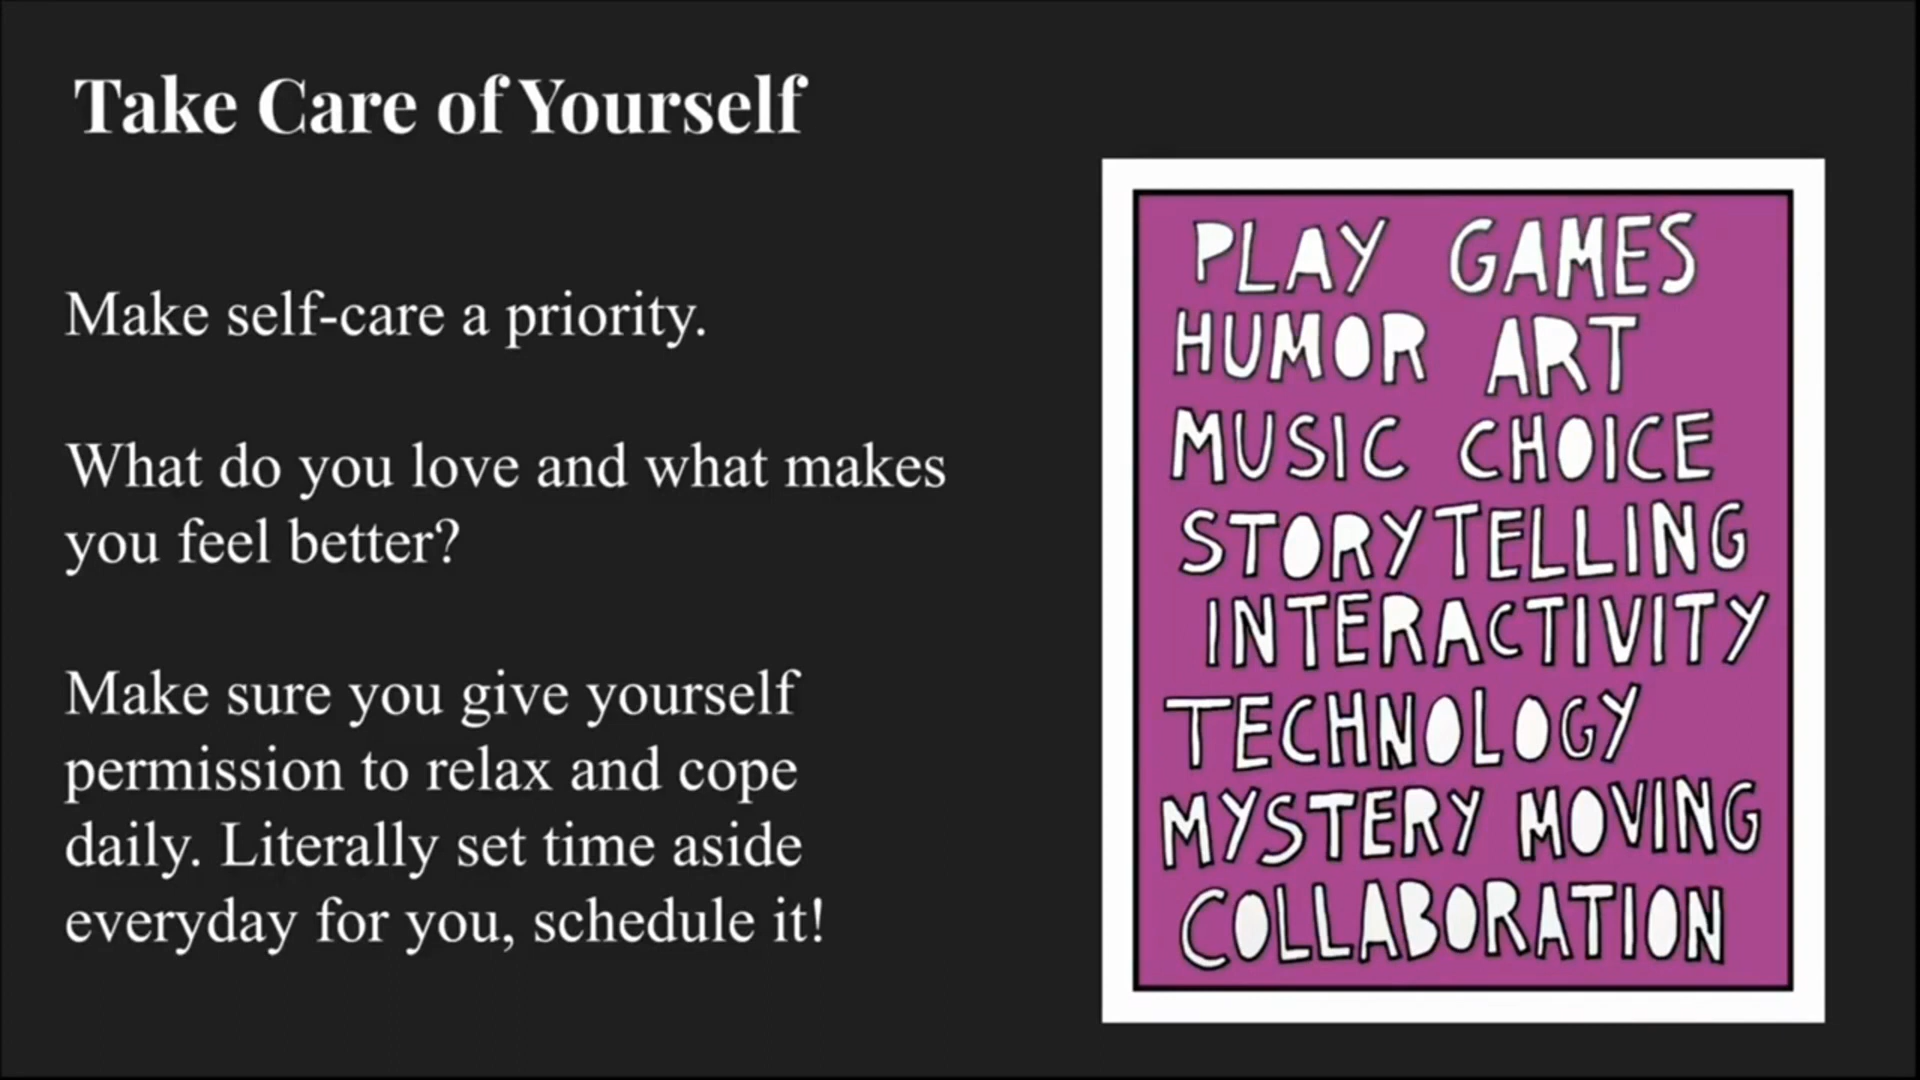 Take Care of Yourself
Make self-care a priority.
What do you love and what makes
you feel better?
Make sure you give yourself
permission to relax and cope
daily. Literally set time aside
everyday for you, schedule it!
PLAY GAMES
HUMOR ART
MUSIC CHOICE
STORYTELLING
INTERACTIVITY
TECHNOLOGY
MYSTERY MOVING
COLLABORATION